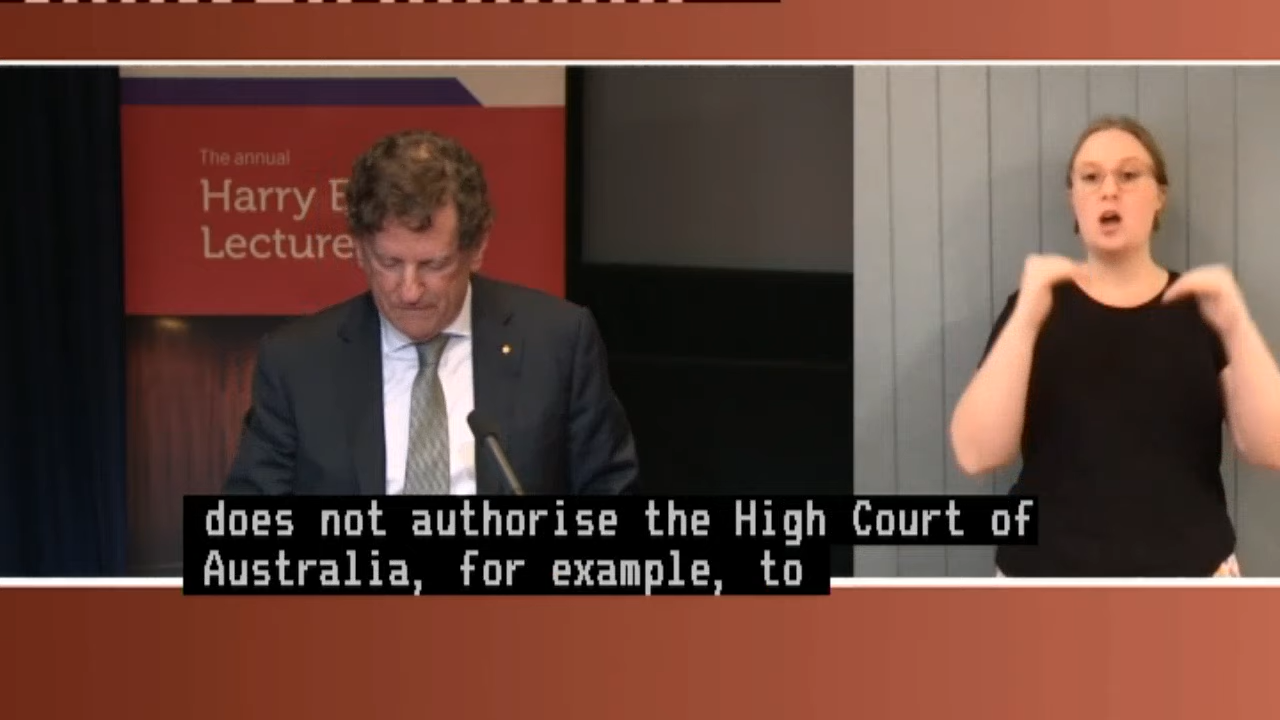 The annual
Harry E
Lecture
does not authorise the High Court of
Australia, for example, to